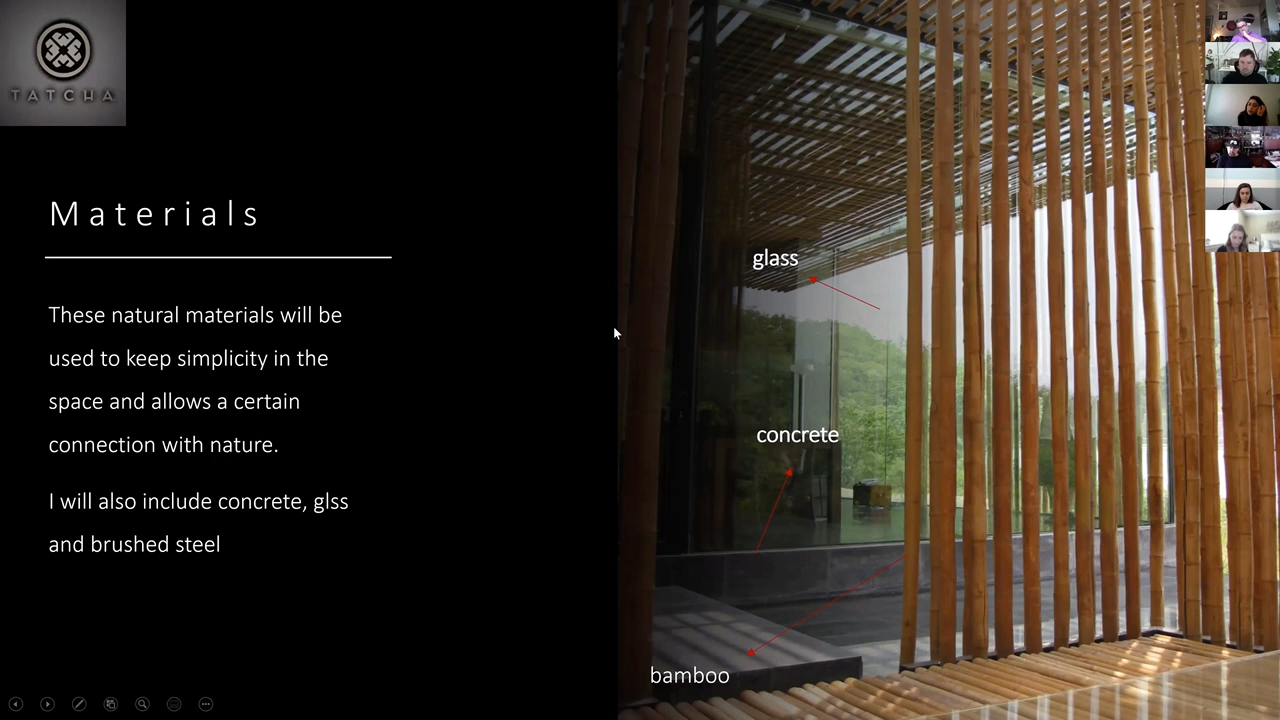 TATCHA
Materials
These natural materials will be
used to keep simplicity in the
space and allows a certain
connection with nature.
I will also include concrete, glss
and brushed steel
glass
concrete
bamboo